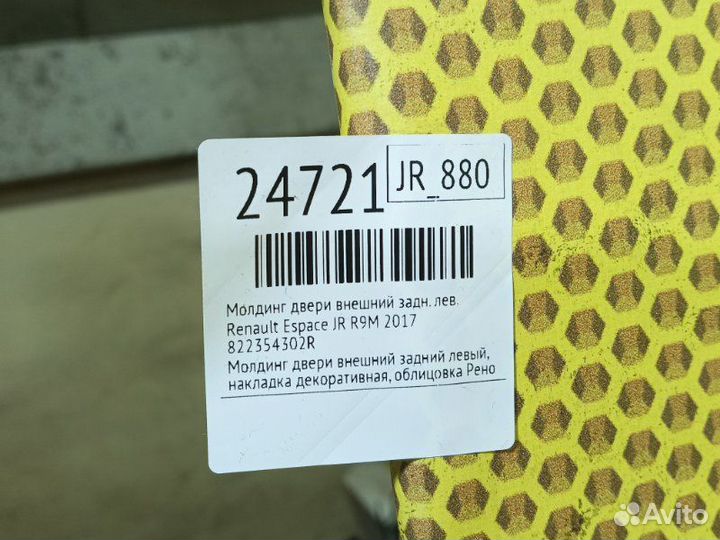 24721
JR_880
Молдинг двери внешний задн. лев.
Renault Espace JR R9M 2017
822354302R
Молдинг двери внешний задний левый,
накладка декоративная, облицовка Рено
Avito